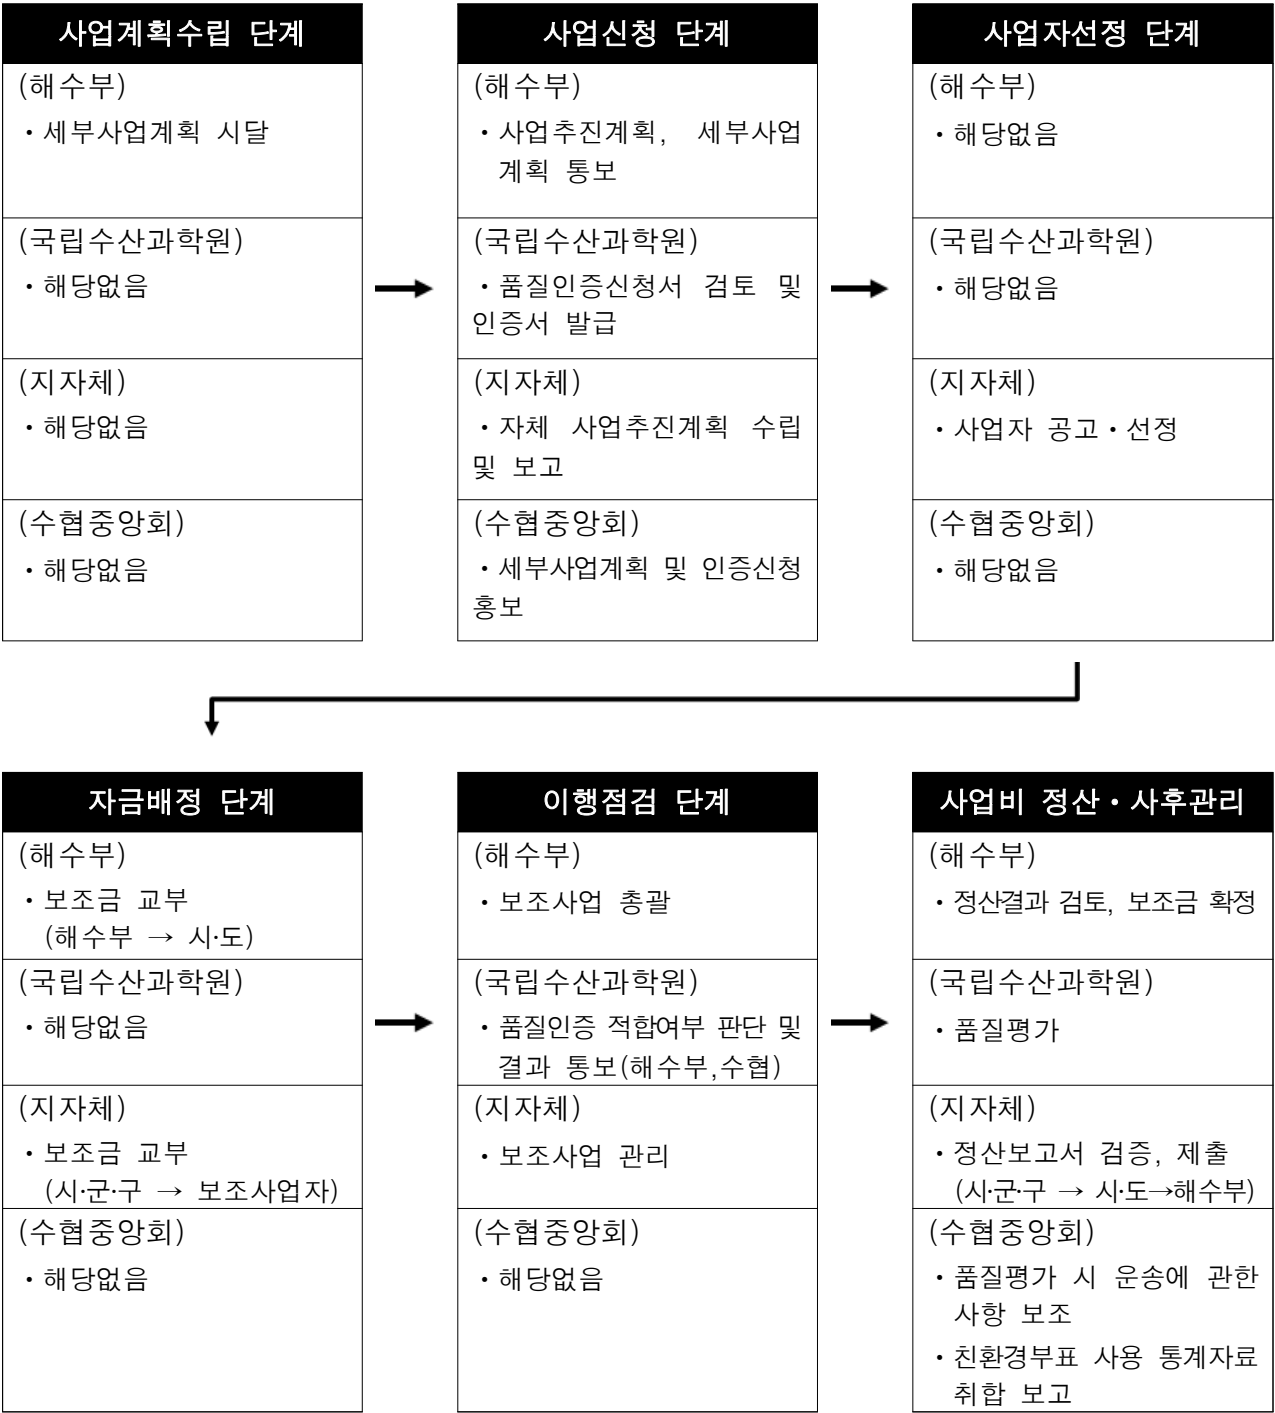 사업계획수립 단계
(해수부)
・세부사업계획 시달
(국립수산과학원)
・해당없음
(지자체)
・해당없음
(수협중앙회)
・해당없음
사업신청 단계
(해수부)
・사업추진계획, 세부사업
계획 통보
(국립수산과학원)
・품질인증신청서 검토 및
인증서 발급
(지자체)
・자체 사업추진계획 수립
및 보고
(수협중앙회)
・세부사업계획 및 인증신청
홍보
사업자선정 단계
(해수부)
・해당없음
(국립수산과학원)
・해당없음
(지자체)
・사업자 공고・선정
(수협중앙회)
・해당없음
자금배정 단계
(해수부)
・보조금 교부
(해수부 → 시·도)
(국립수산과학원)
・해당없음
(지자체)
・보조금 교부
(시·군·구 → 보조사업자)
(수협중앙회)
・해당없음
이행점검 단계
(해수부)
・보조사업 총괄
(국립수산과학원)
・품질인증 적합여부 판단 및
결과 통보(해수부,수협)
(지자체)
・보조사업 관리
(수협중앙회)
・해당없음
사업비 정산・사후관리
(해수부)
・정산결과 검토, 보조금 확정
(국립수산과학원)
・품질평가
(지자체)
・정산보고서 검증, 제출
(시·군·구 → 시·도→해수부)
(수협중앙회)
・품질평가 시 운송에 관한
사항 보조
・친환경부표 사용 통계자료
취합 보고